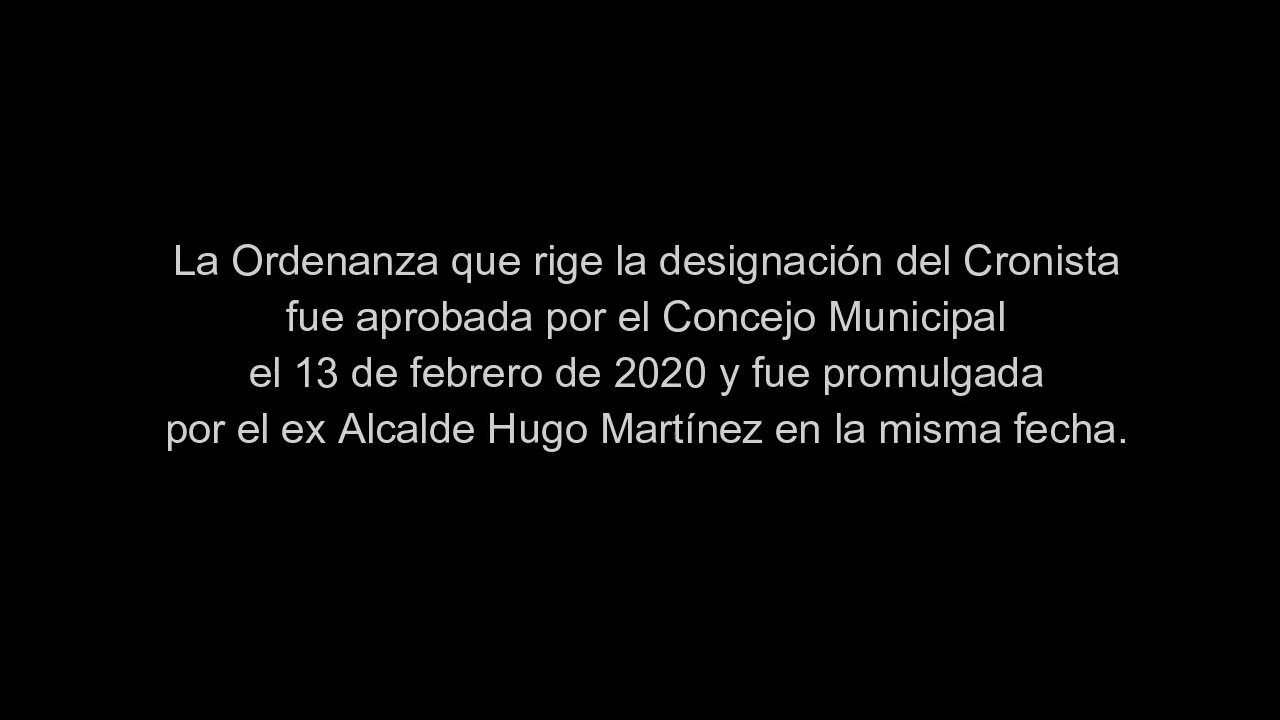 La Ordenanza que rige la designación del Cronista
fue aprobada por el Concejo Municipal
el 13 de febrero de 2020 y fue promulgada
por el ex Alcalde Hugo Martínez en la misma fecha.